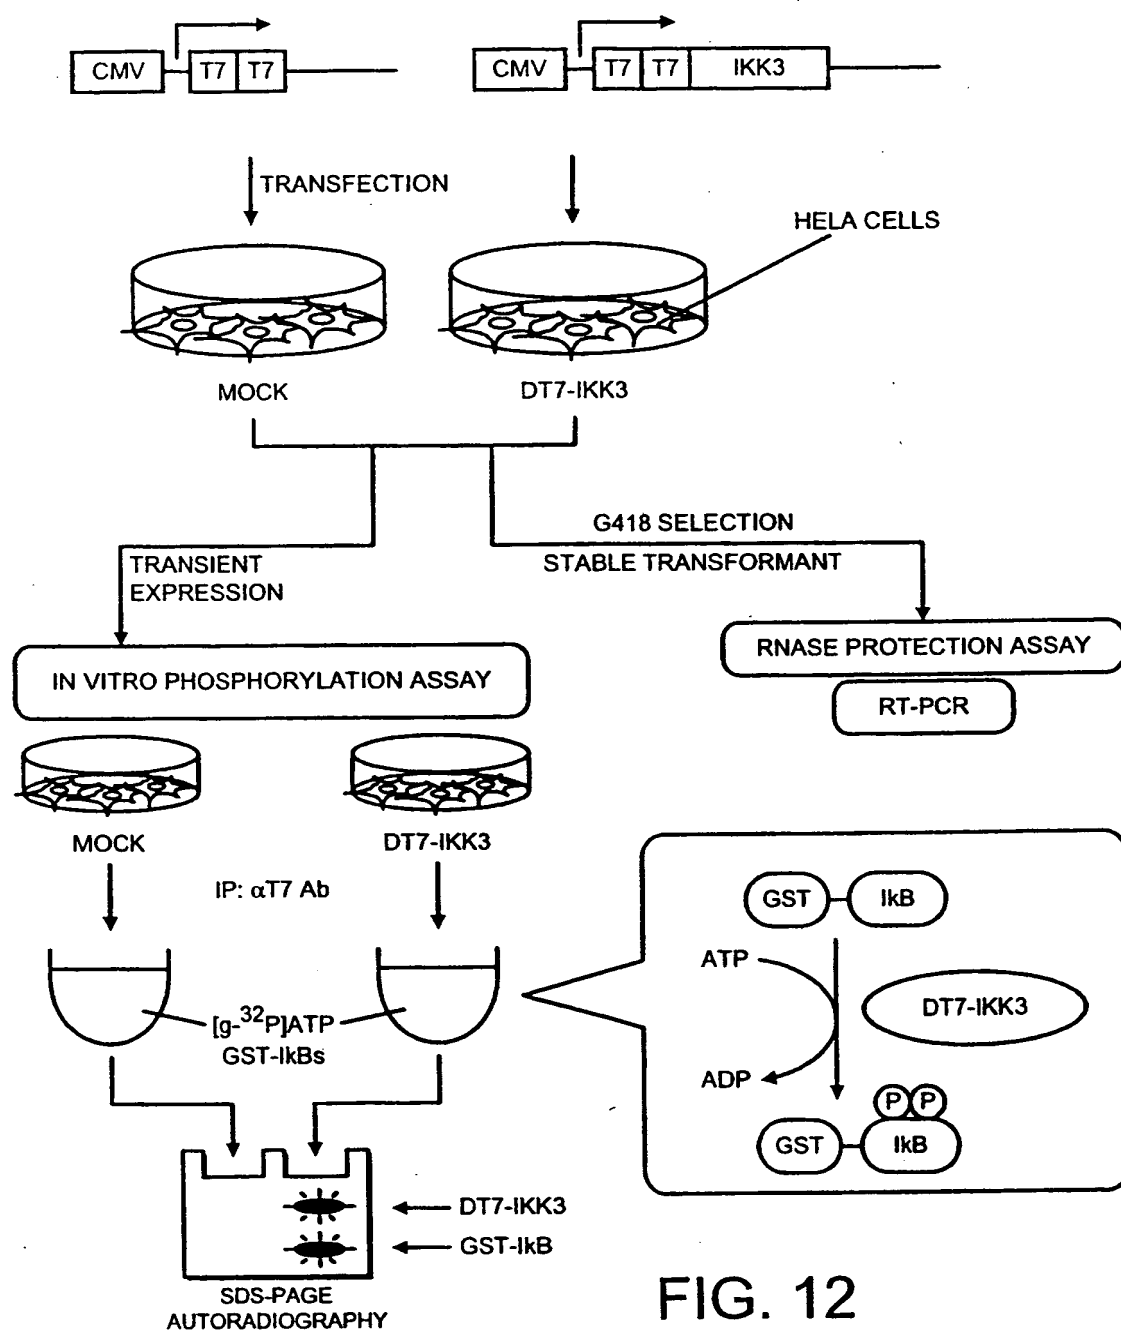 CMV T7 T7
CMV T7 T7 IKK3
TRANSFECTION
HELA CELLS
MOCK
DT7-IKK3
G418 SELECTION
STABLE TRANSFORMANT
TRANSIENT
EXPRESSION
RNASE PROTECTION ASSAY
RT-PCR
IN VITRO PHOSPHORYLATION ASSAY
MOCK
DT7-IKK3
IP: αT7 Ab
[g-32P]ATP
GST-IkBs
GST IkB
ATP
DT7-IKK3
ADP
P P
GST IkB
DT7-IKK3
GST-IkB
SDS-PAGE
AUTORADIOGRAPHY
FIG. 12